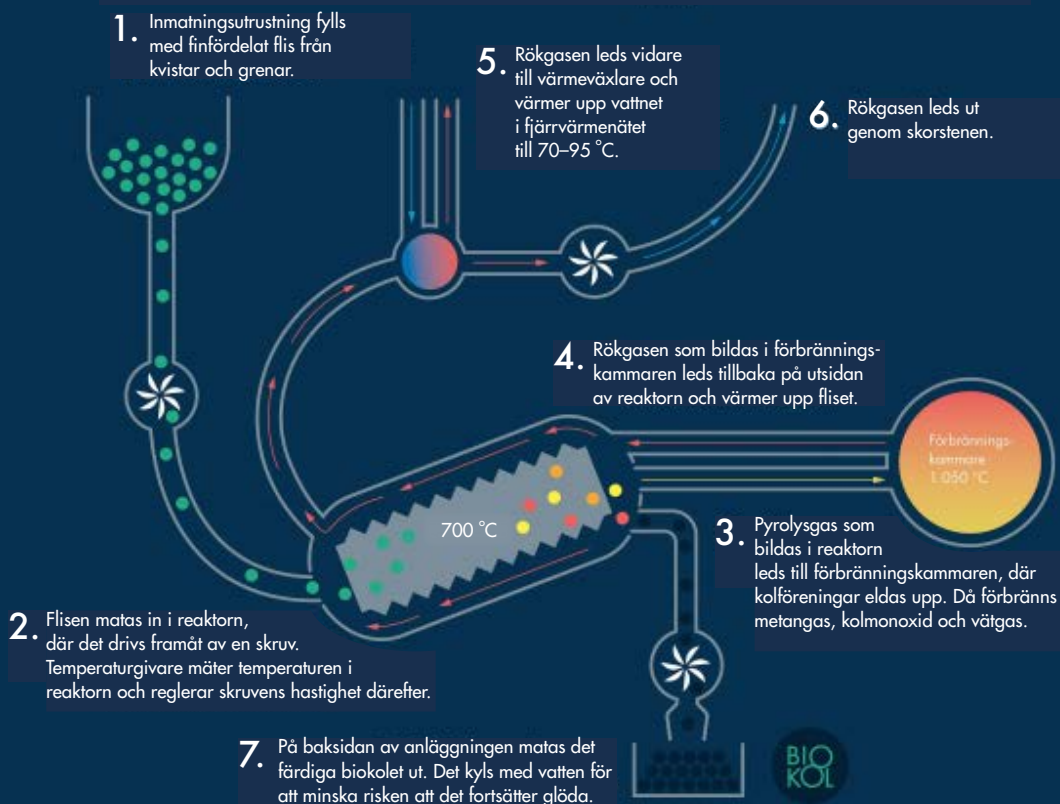 1. Inmatningsutrustning fylls
med finfördelat flis från
kvistar och grenar.
5. Rökgasen leds vidare
till värmeväxlare och
värmer upp vattnet
i fjärrvärmenätet
till 70–95 °C.
6. Rökgasen leds ut
genom skorstenen.
4. Rökgasen som bildas i förbrännings-
kammaren leds tillbaka på utsidan
av reaktorn och värmer upp fliset.
Förbrännings-
kammare
1 050 °C
700 °C
3. Pyrolysgas som
bildas i reaktorn
leds till förbränningskammaren, där
kolföreningar eldas upp. Då förbränns
metangas, kolmonoxid och vätgas.
2. Flisen matas in i reaktorn,
där det drivs framåt av en skruv.
Temperaturgivare mäter temperaturen i
reaktorn och reglerar skruvens hastighet därefter.
7. På baksidan av anläggningen matas det
färdiga biokolet ut. Det kyls med vatten för
att minska risken att det fortsätter glöda.
BIO
KOL